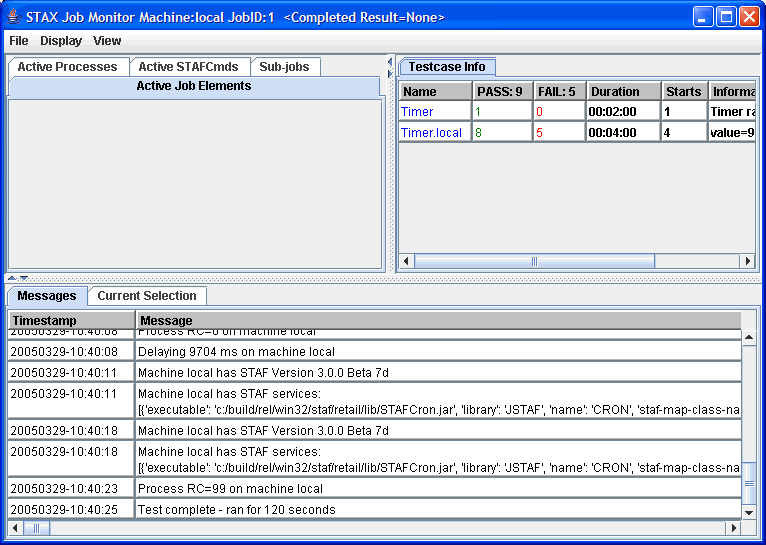 STAX Job Monitor Machine:local JobID:1 <Completed Result=None>
File Display View
Active Processes Active STAFCmds Sub-jobs
Active Job Elements
Testcase Info
Name PASS: 9 FAIL: 5 Duration Starts Informa
Timer 1 0 00:02:00 1 Timer ra
Timer.local 8 5 00:04:00 4 value=9
Messages Current Selection
Timestamp Message
20050329-10:40:08 Process RC=0 on machine local
20050329-10:40:08 Delaying 9704 ms on machine local
20050329-10:40:11 Machine local has STAF Version 3.0.0 Beta 7d
20050329-10:40:11 Machine local has STAF services:
[{'executable': 'c:/build/rel/win32/staf/retail/lib/STAFCron.jar', 'library': 'JSTAF', 'name': 'CRON', 'staf-map-class-na
20050329-10:40:18 Machine local has STAF Version 3.0.0 Beta 7d
20050329-10:40:18 Machine local has STAF services:
[{'executable': 'c:/build/rel/win32/staf/retail/lib/STAFCron.jar', 'library': 'JSTAF', 'name': 'CRON', 'staf-map-class-na
20050329-10:40:23 Process RC=99 on machine local
20050329-10:40:25 Test complete - ran for 120 seconds